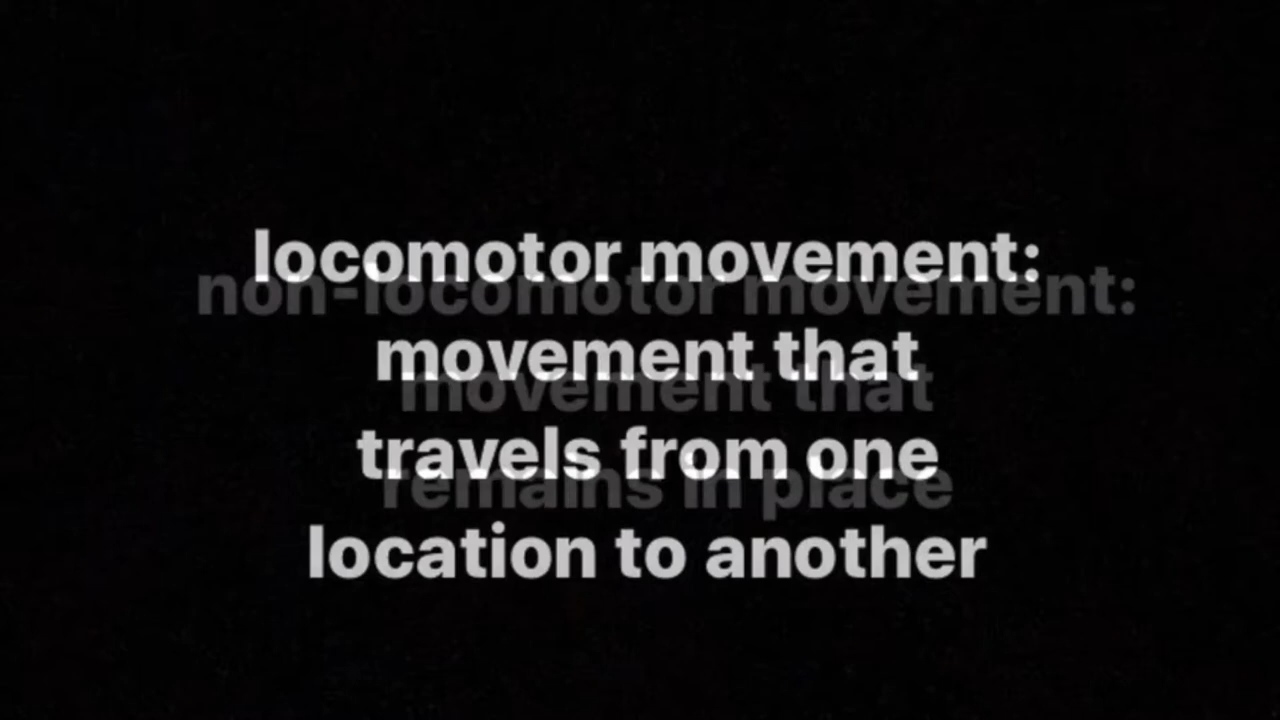 locomotor movement:
non-locomotor movement:
movement that
movement that
travels from one
remains in place
location to another